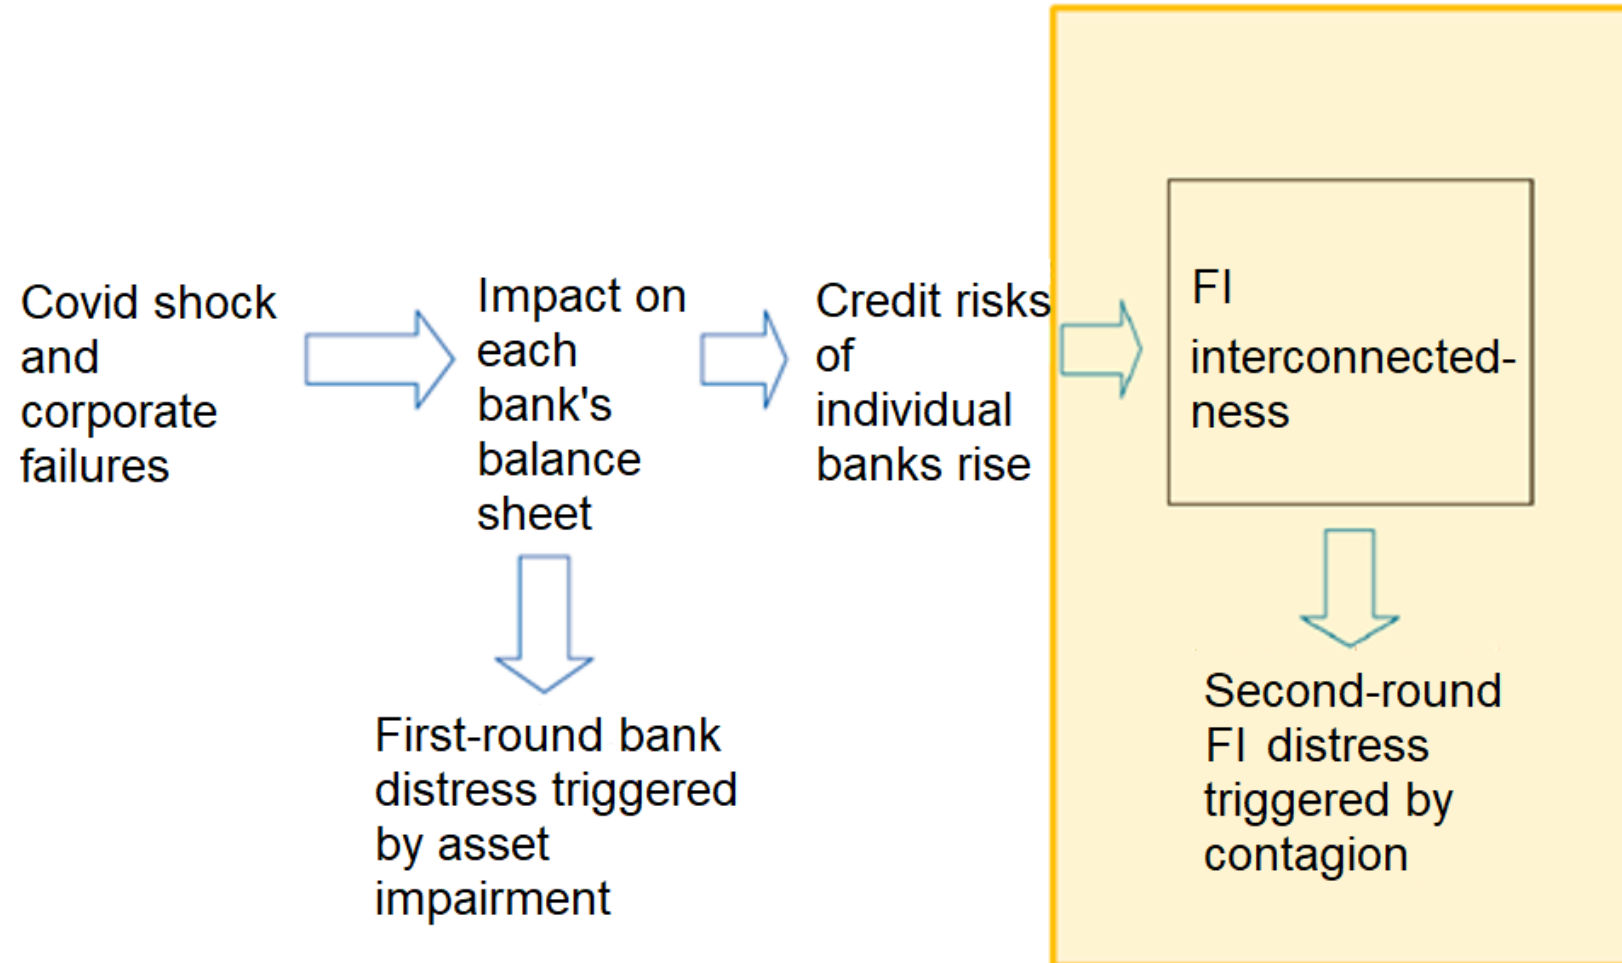 Covid shock
and
corporate
failures
Impact on
each
bank's
balance
sheet
First-round bank
distress triggered
by asset
impairment
Credit risks
of
individual
banks rise
FI
interconnected-
ness
Second-round
FI distress
triggered by
contagion